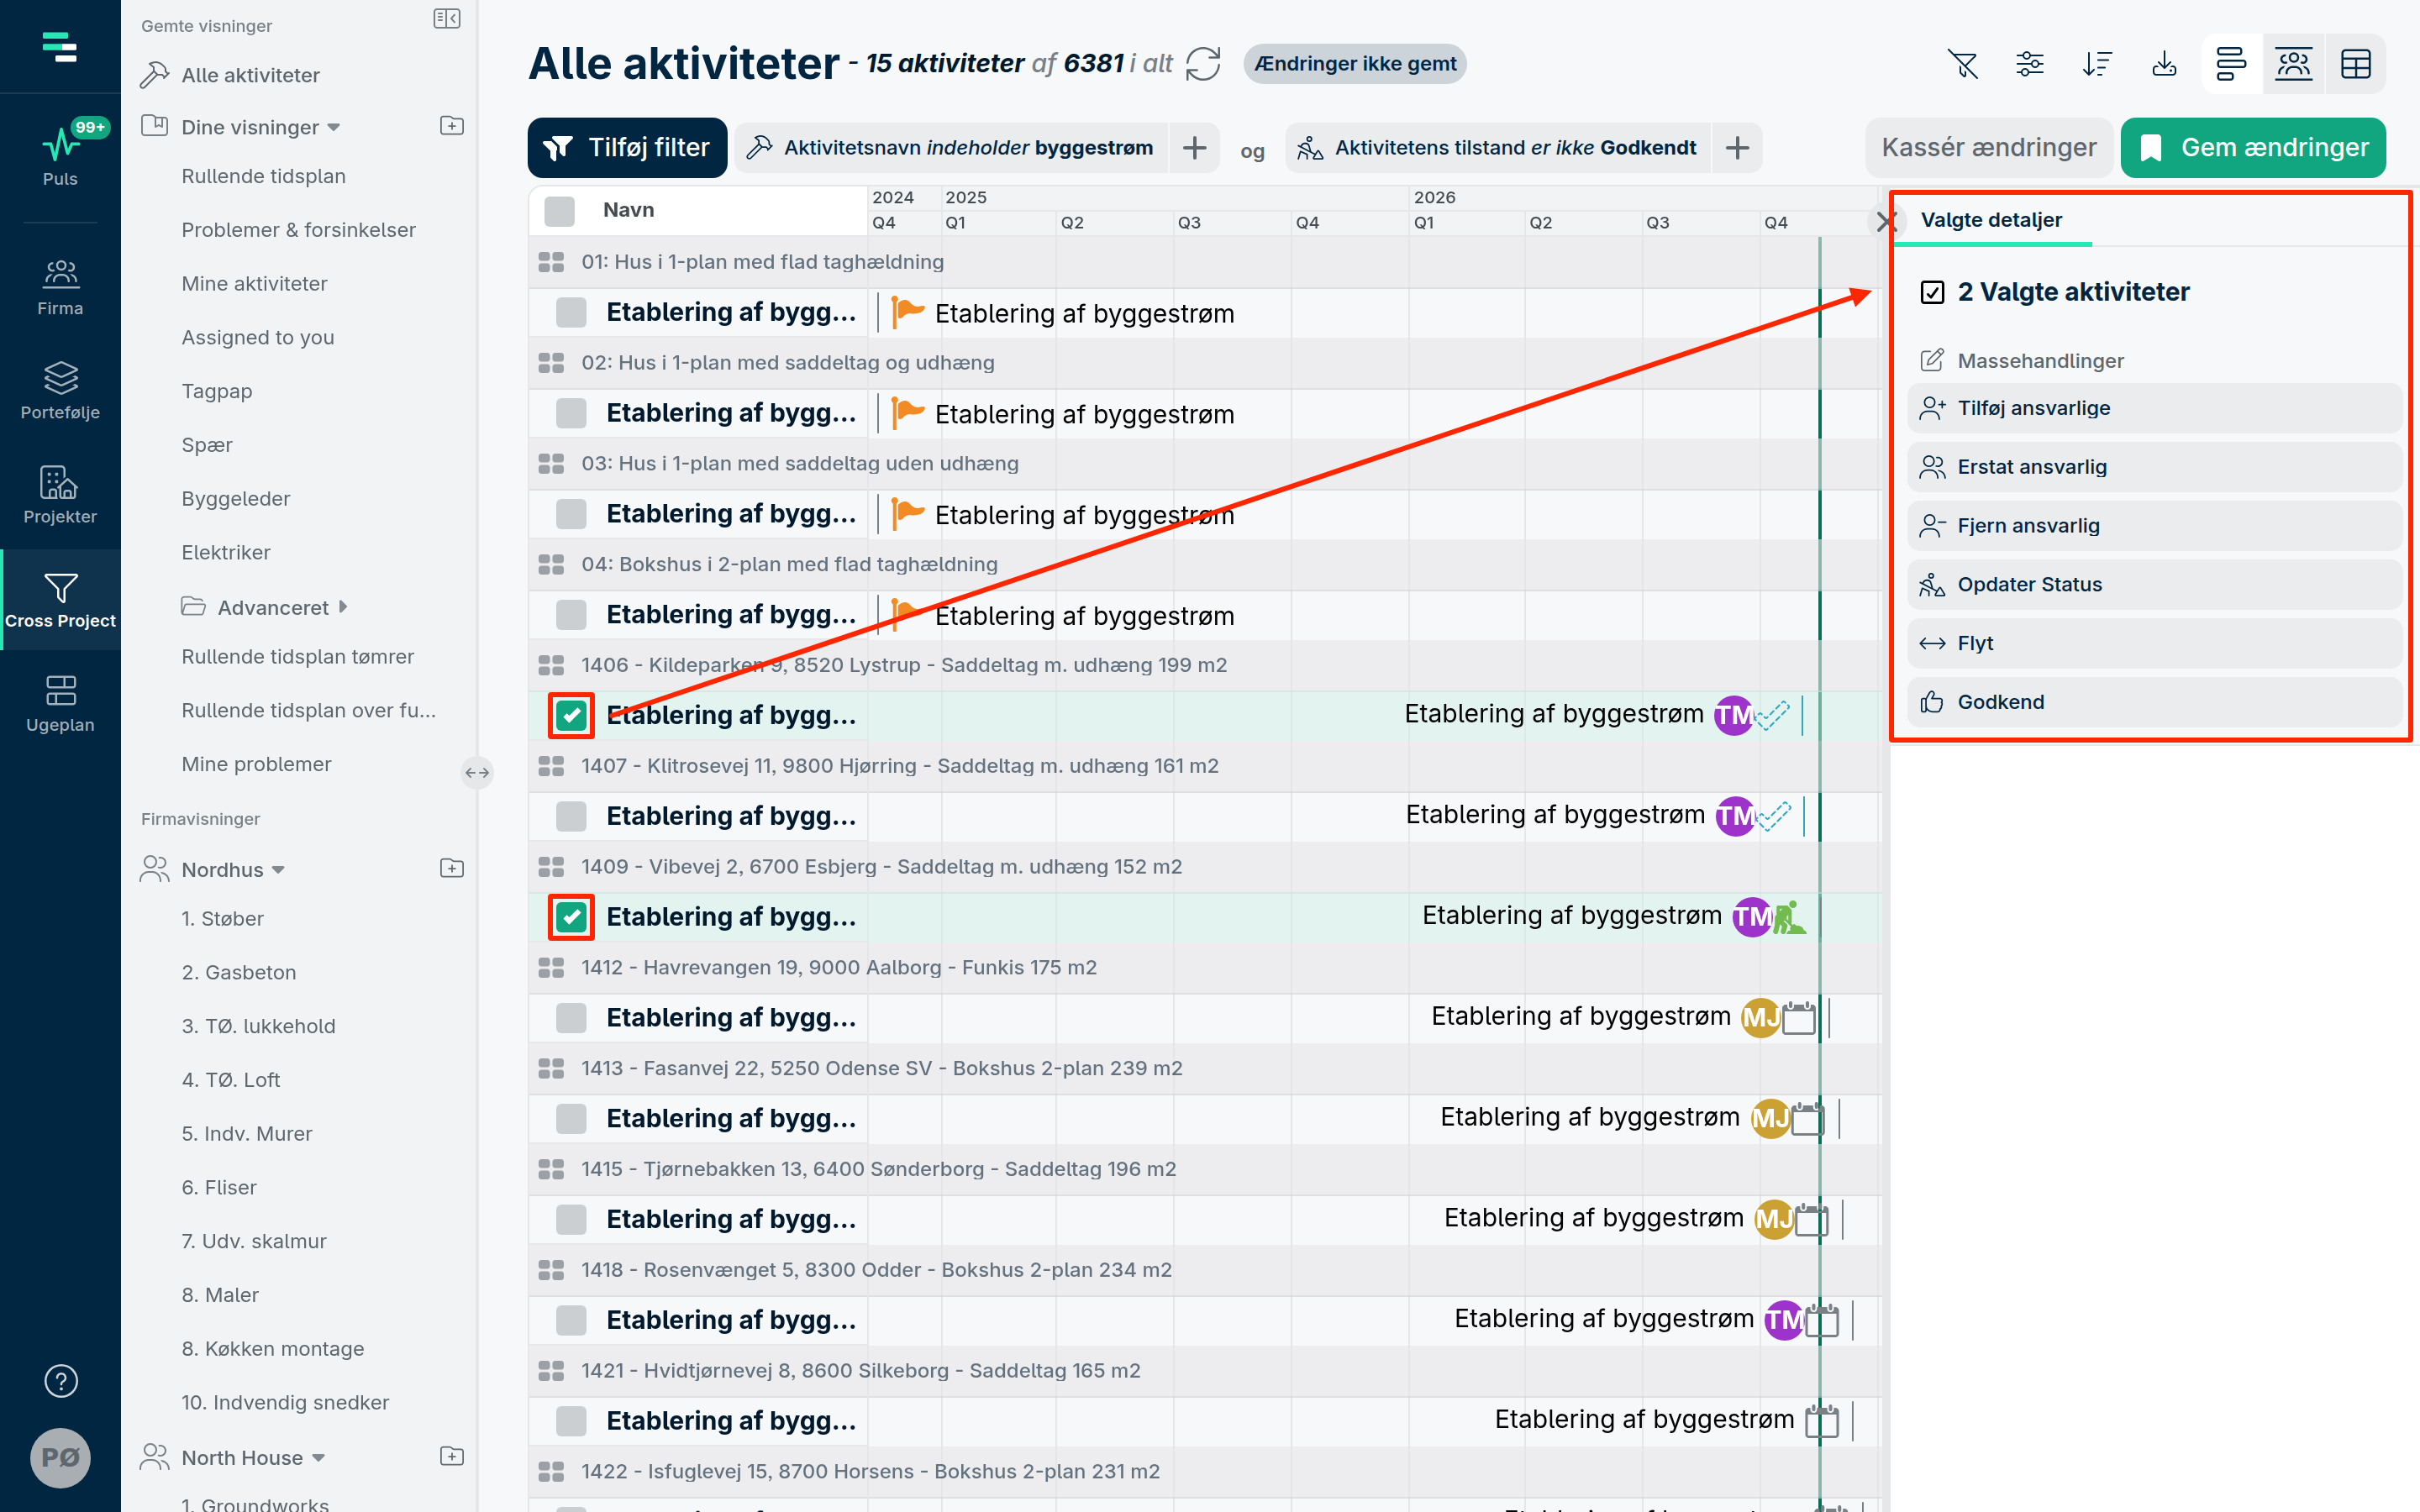 99+
Puls
Firma
Portefølje
Projekter
Cross Project
Ugeplan
PØ
Gemte visninger
Alle aktiviteter
Dine visninger
Rullende tidsplan
Problemer & forsinkelser
Mine aktiviteter
Assigned to you
Tagpap
Spær
Byggeleder
Elektriker
Advanceret
Rullende tidsplan tømrer
Rullende tidsplan over fu...
Mine problemer
Firmavisninger
Nordhus
1. Støber
2. Gasbeton
3. TØ. lukkehold
4. TØ. Loft
5. Indv. Murer
6. Fliser
7. Udv. skalmur
8. Maler
8. Køkken montage
10. Indvendig snedker
North House
1. Groundworks
Alle aktiviteter - 15 aktiviteter af 6381 i alt
Ændringer ikke gemt
Tilføj filter
Aktivitetsnavn indeholder byggestrøm
og
Aktivitetens tilstand er ikke Godkendt
Kassér ændringer
Gem ændringer
Navn
2024 2025 2026
Q4 Q1 Q2 Q3 Q4 Q1 Q2 Q3 Q4
01: Hus i 1-plan med flad taghældning
Etablering af bygg... Etablering af byggestrøm
02: Hus i 1-plan med saddeltag og udhæng
Etablering af bygg... Etablering af byggestrøm
03: Hus i 1-plan med saddeltag uden udhæng
Etablering af bygg... Etablering af byggestrøm
04: Bokshus i 2-plan med flad taghældning
Etablering af bygg... Etablering af byggestrøm
1406 - Kildeparken 9, 8520 Lystrup - Saddeltag m. udhæng 199 m2
Etablering af bygg... Etablering af byggestrøm TM
1407 - Klitrosevej 11, 9800 Hjørring - Saddeltag m. udhæng 161 m2
Etablering af bygg... Etablering af byggestrøm TM
1409 - Vibevej 2, 6700 Esbjerg - Saddeltag m. udhæng 152 m2
Etablering af bygg... Etablering af byggestrøm TM
1412 - Havrevangen 19, 9000 Aalborg - Funkis 175 m2
Etablering af bygg... Etablering af byggestrøm MJ
1413 - Fasanvej 22, 5250 Odense SV - Bokshus 2-plan 239 m2
Etablering af bygg... Etablering af byggestrøm MJ
1415 - Tjørnebakken 13, 6400 Sønderborg - Saddeltag 196 m2
Etablering af bygg... Etablering af byggestrøm MJ
1418 - Rosenvænget 5, 8300 Odder - Bokshus 2-plan 234 m2
Etablering af bygg... Etablering af byggestrøm TM
1421 - Hvidtjørnevej 8, 8600 Silkeborg - Saddeltag 165 m2
Etablering af bygg... Etablering af byggestrøm
1422 - Isfuglevej 15, 8700 Horsens - Bokshus 2-plan 231 m2
Valgte detaljer
2 Valgte aktiviteter
Massehandlinger
Tilføj ansvarlige
Erstat ansvarlig
Fjern ansvarlig
Opdater Status
Flyt
Godkend